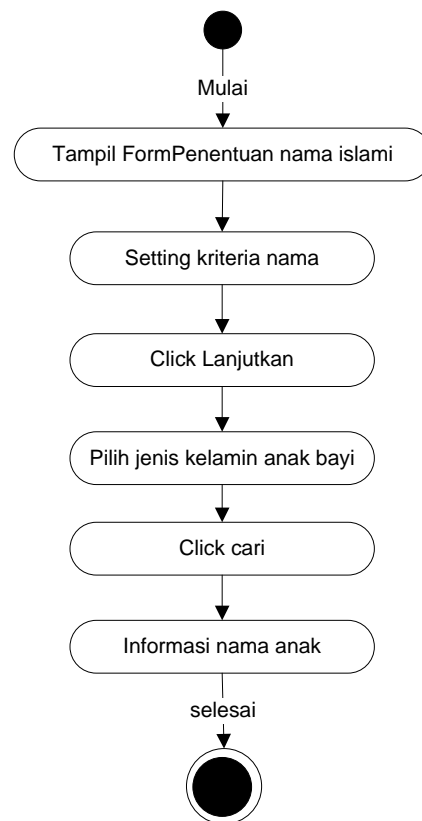 Mulai
Tampil FormPenentuan nama islami
Setting kriteria nama
Click Lanjutkan
Pilih jenis kelamin anak bayi
Click cari
Informasi nama anak
selesai